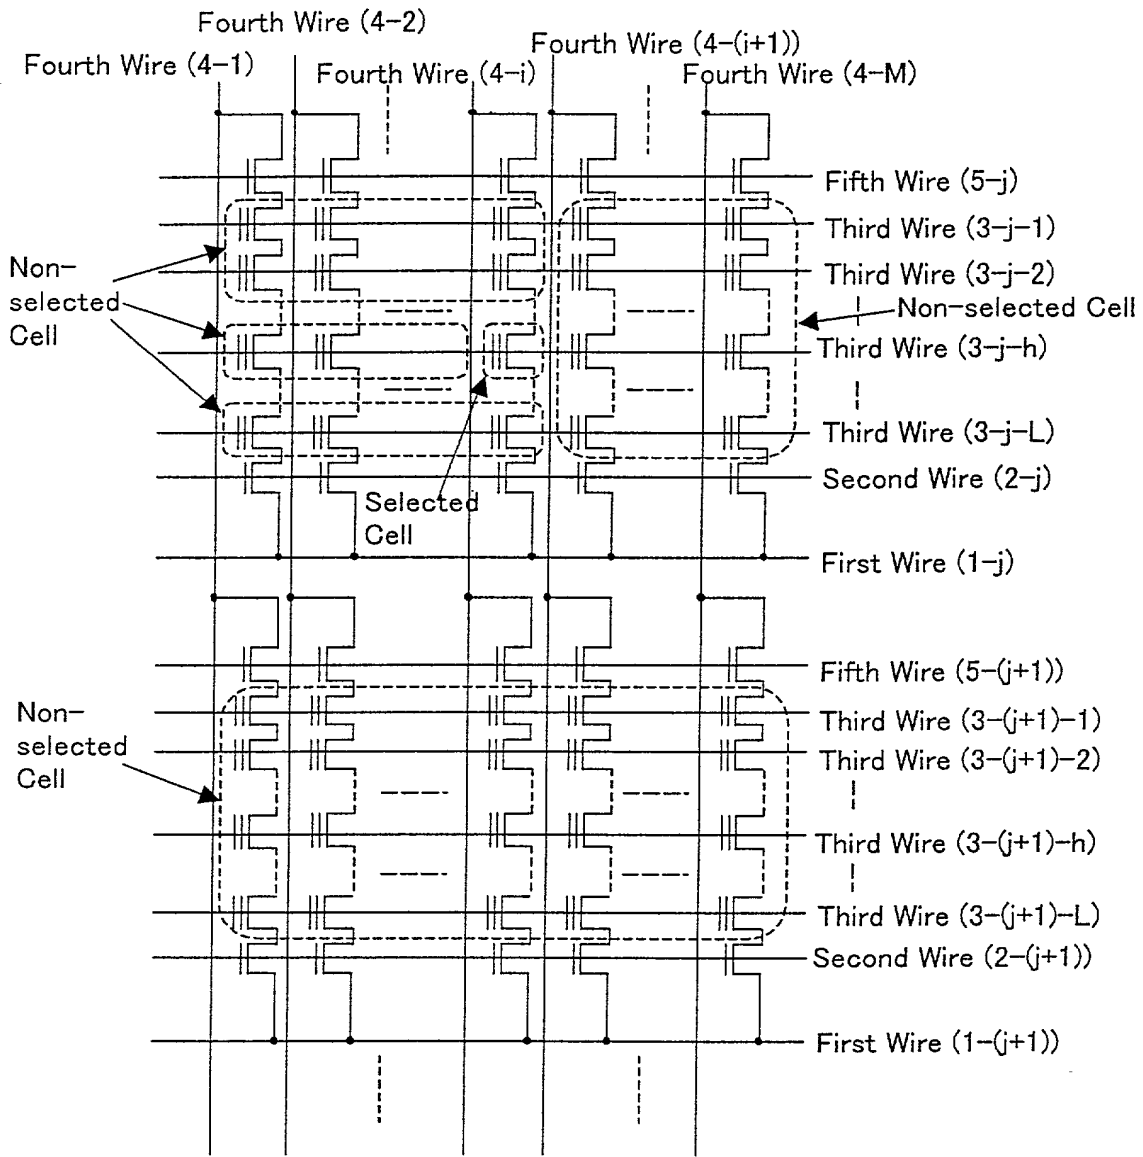 Fourth Wire (4-2)
Fourth Wire (4-(i+1))
Fourth Wire (4-1)
Fourth Wire (4-i)
Fourth Wire (4-M)
Fifth Wire (5-j)
Third Wire (3-j-1)
Third Wire (3-j-2)
Non-
selected
Cell
Non-selected Cell
Third Wire (3-j-h)
Third Wire (3-j-L)
Second Wire (2-j)
Selected
Cell
First Wire (1-j)
Fifth Wire (5-(j+1))
Non-
selected
Cell
Third Wire (3-(j+1)-1)
Third Wire (3-(j+1)-2)
Third Wire (3-(j+1)-h)
Third Wire (3-(j+1)-L)
Second Wire (2-(j+1))
First Wire (1-(j+1))